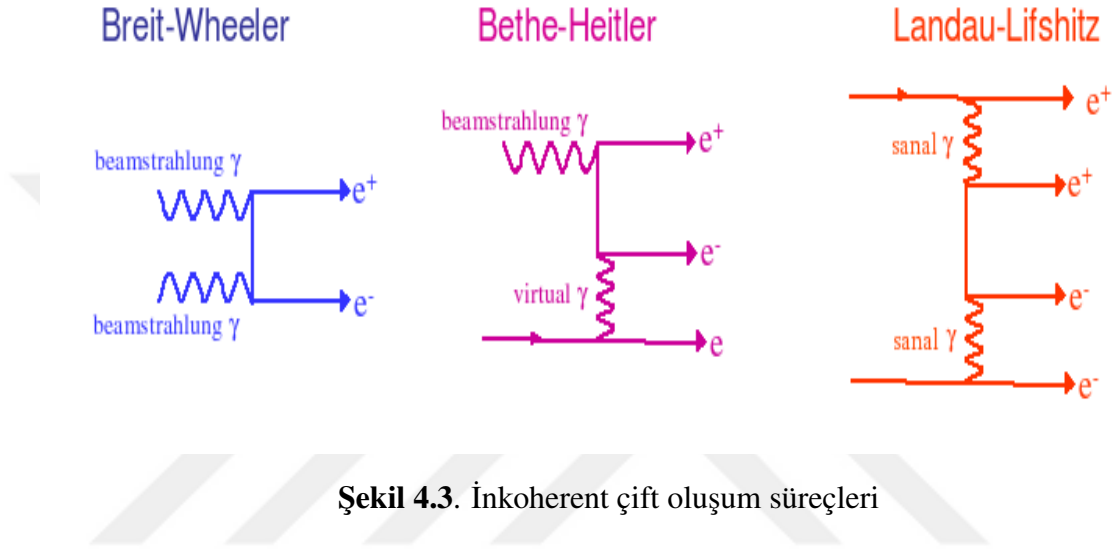 Breit-Wheeler
beamstrahlung γ
e+
e-
beamstrahlung γ
Bethe-Heitler
beamstrahlung γ
e+
e-
virtual γ
e
Landau-Lifshitz
e+
sanal γ
e+
e-
sanal γ
e-
Şekil 4.3. İnkoherent çift oluşum süreçleri